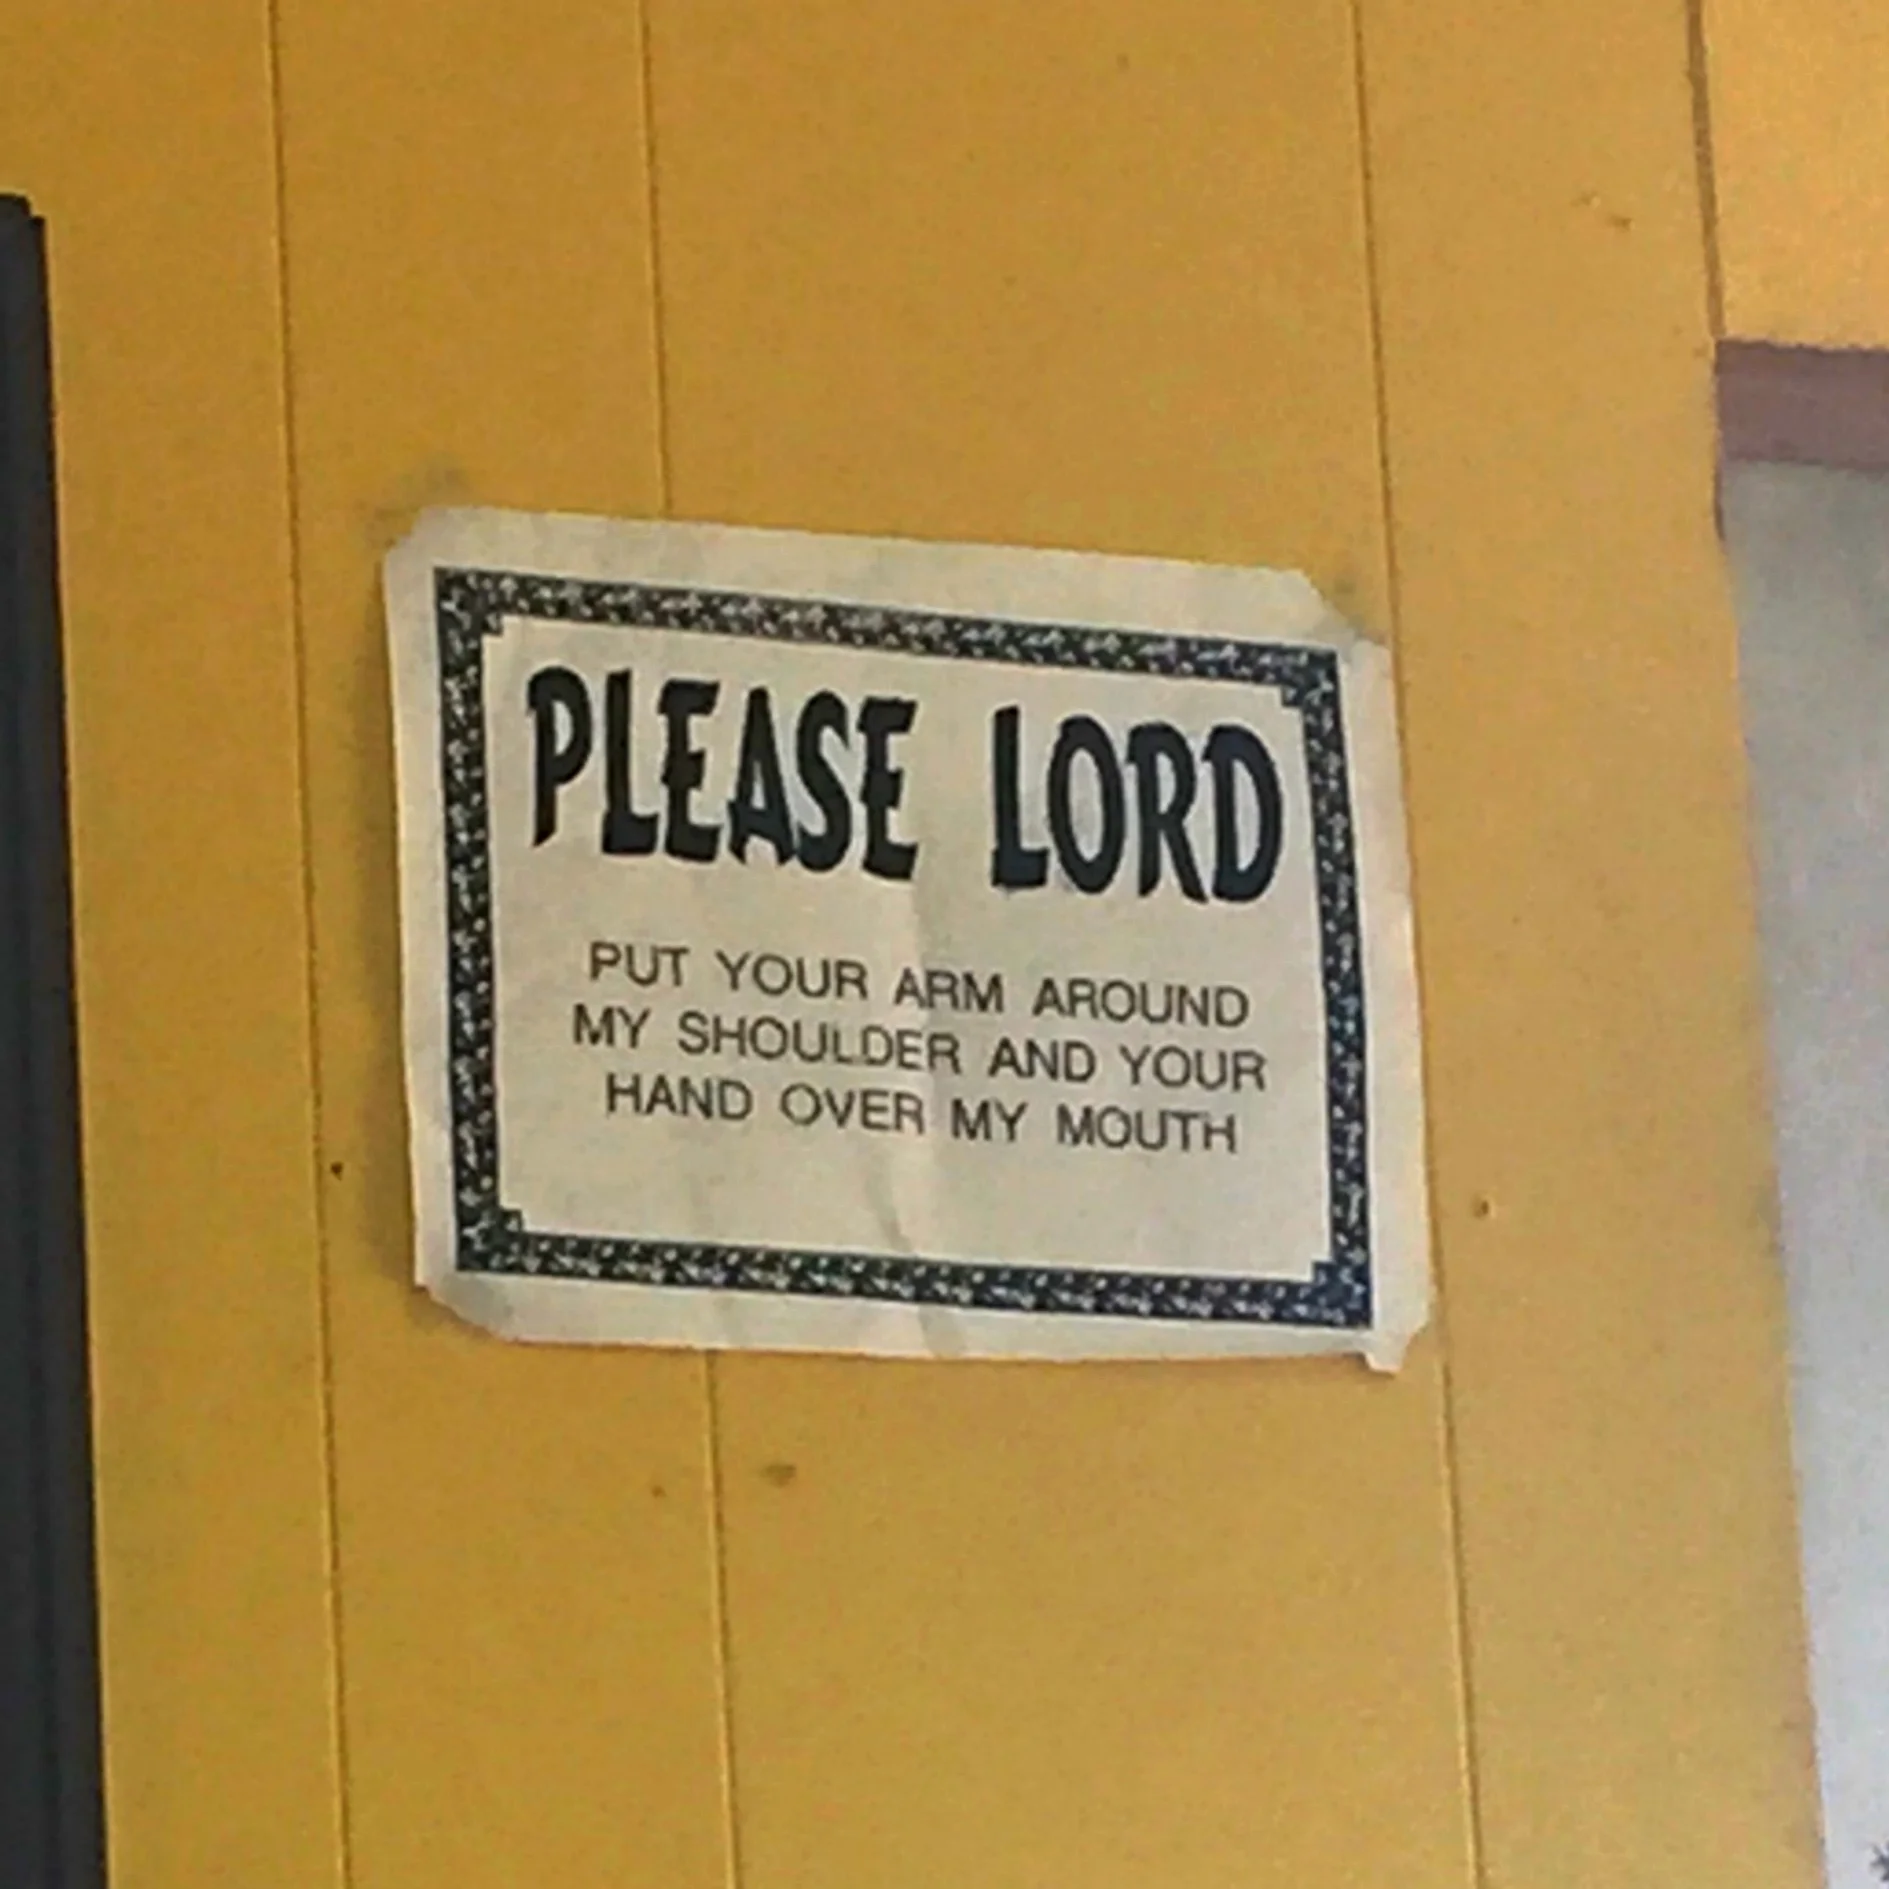 PLEASE LORD
PUT YOUR ARM AROUND
MY SHOULDER AND YOUR
HAND OVER MY MOUTH